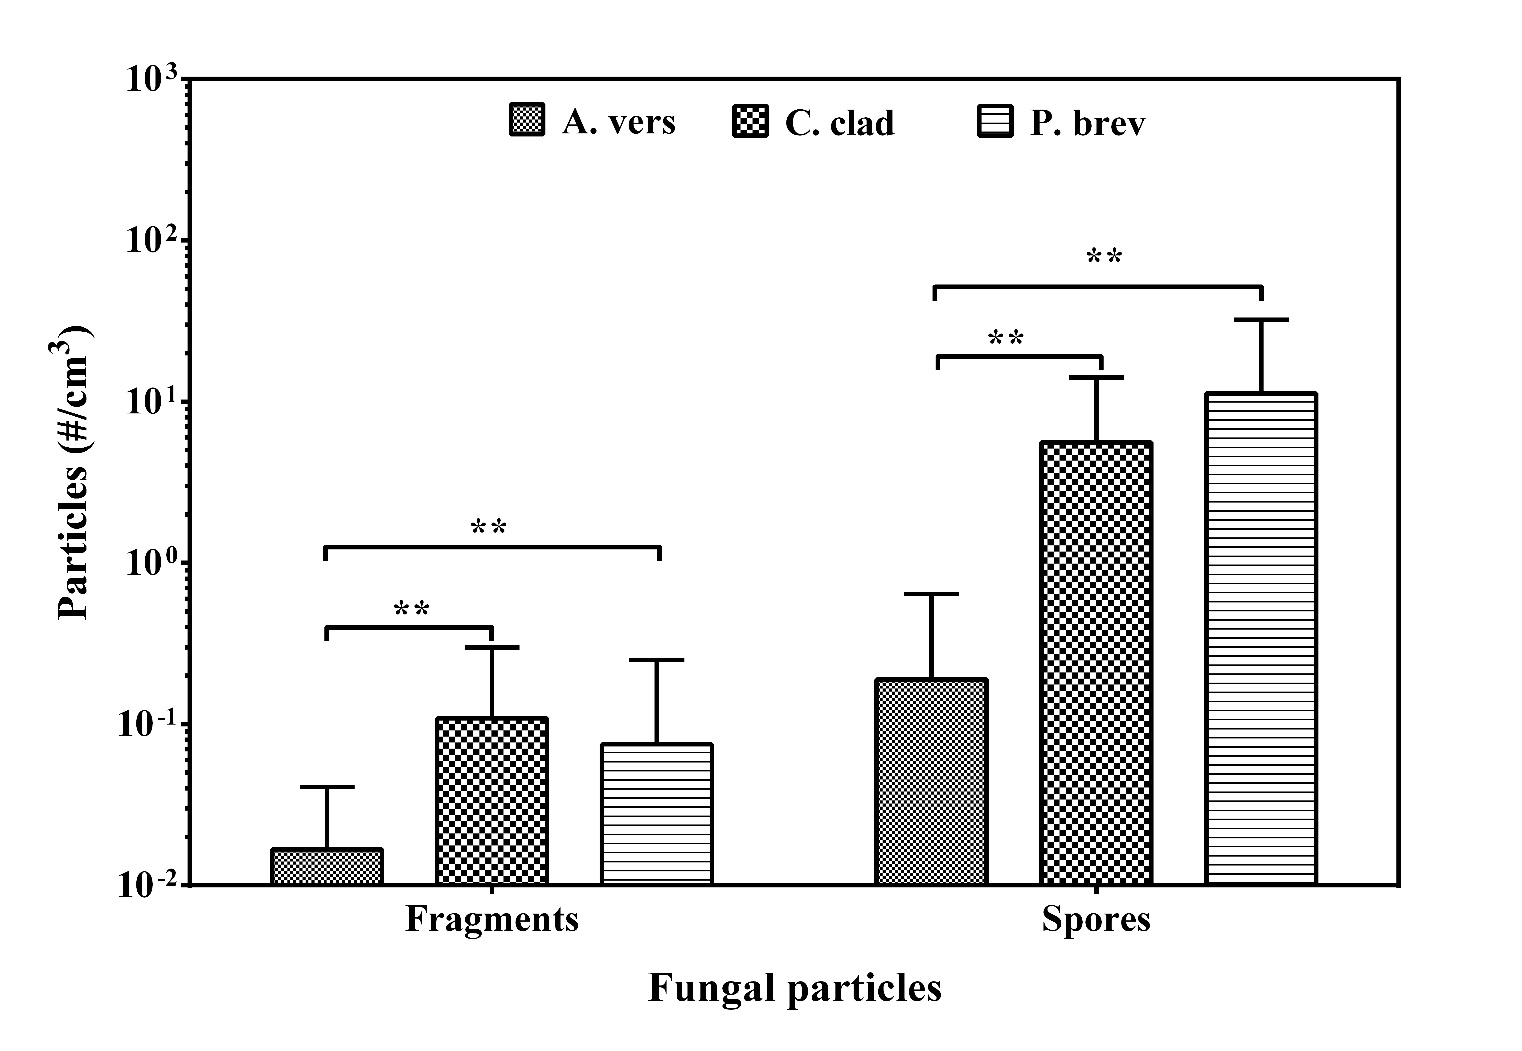 10³
A. vers C. clad P. brev
10²
**
**
10¹
Particles (#/cm³)
**
10⁰
**
10⁻¹
10⁻²
Fragments Spores
Fungal particles